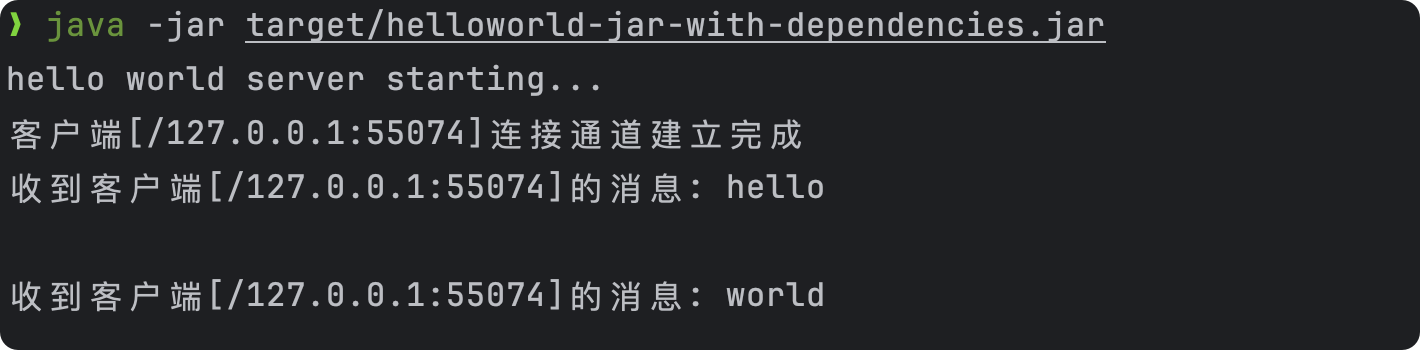 ❯ java -jar target/helloworld-jar-with-dependencies.jar
hello world server starting...
客户端[/127.0.0.1:55074]连接通道建立完成
收到客户端[/127.0.0.1:55074]的消息: hello
收到客户端[/127.0.0.1:55074]的消息: world